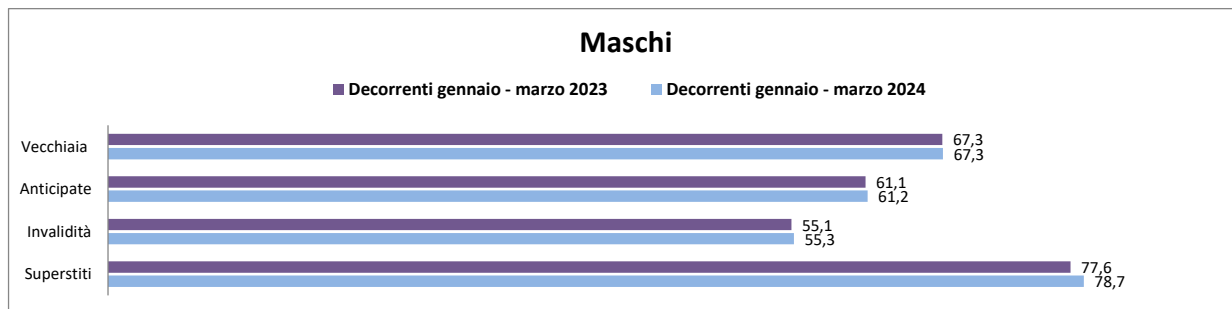 Maschi
Decorrenti gennaio - marzo 2023 Decorrenti gennaio - marzo 2024
Vecchiaia 67,3
67,3
Anticipate 61,1
61,2
Invalidità 55,1
55,3
Superstiti 77,6
78,7